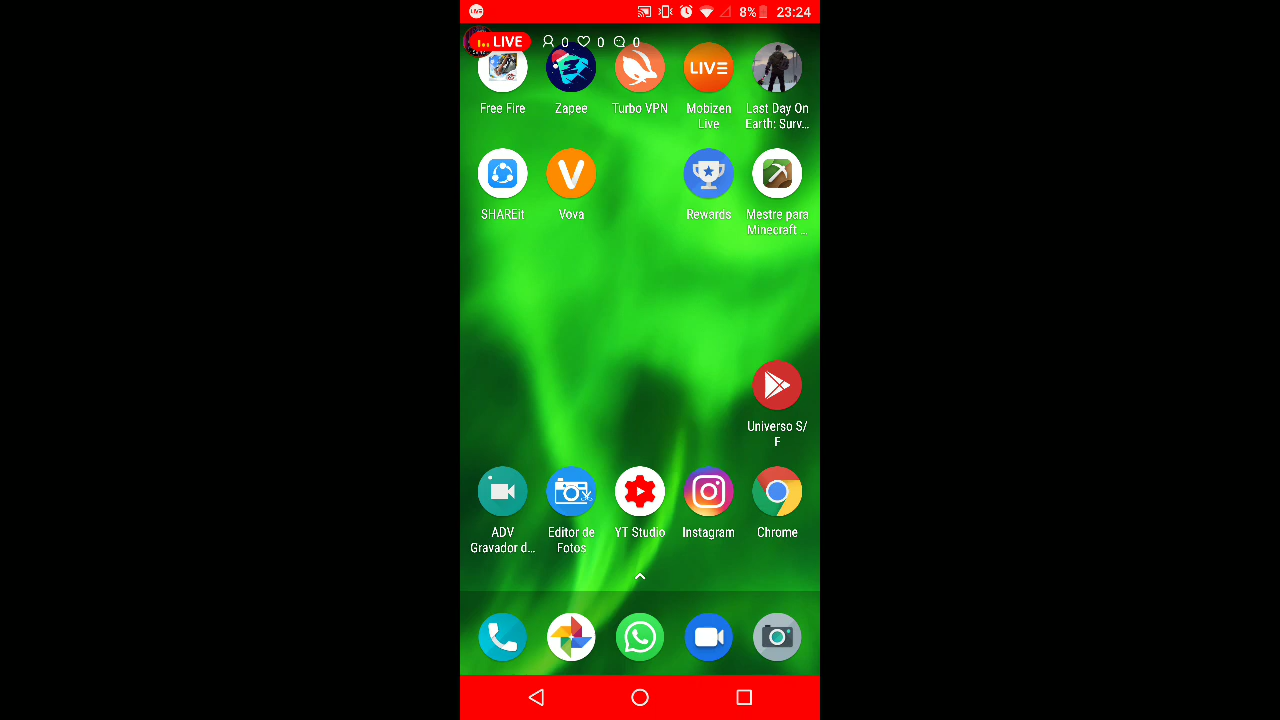 LIVE 8% 23:24
LIVE 0 0 0
Free Fire Zapee Turbo VPN Mobizen Live Last Day On Earth: Surv...
SHAREit Vova Rewards Mestre para Minecraft ...
Universo S/F
ADV Gravador d... Editor de Fotos YT Studio Instagram Chrome